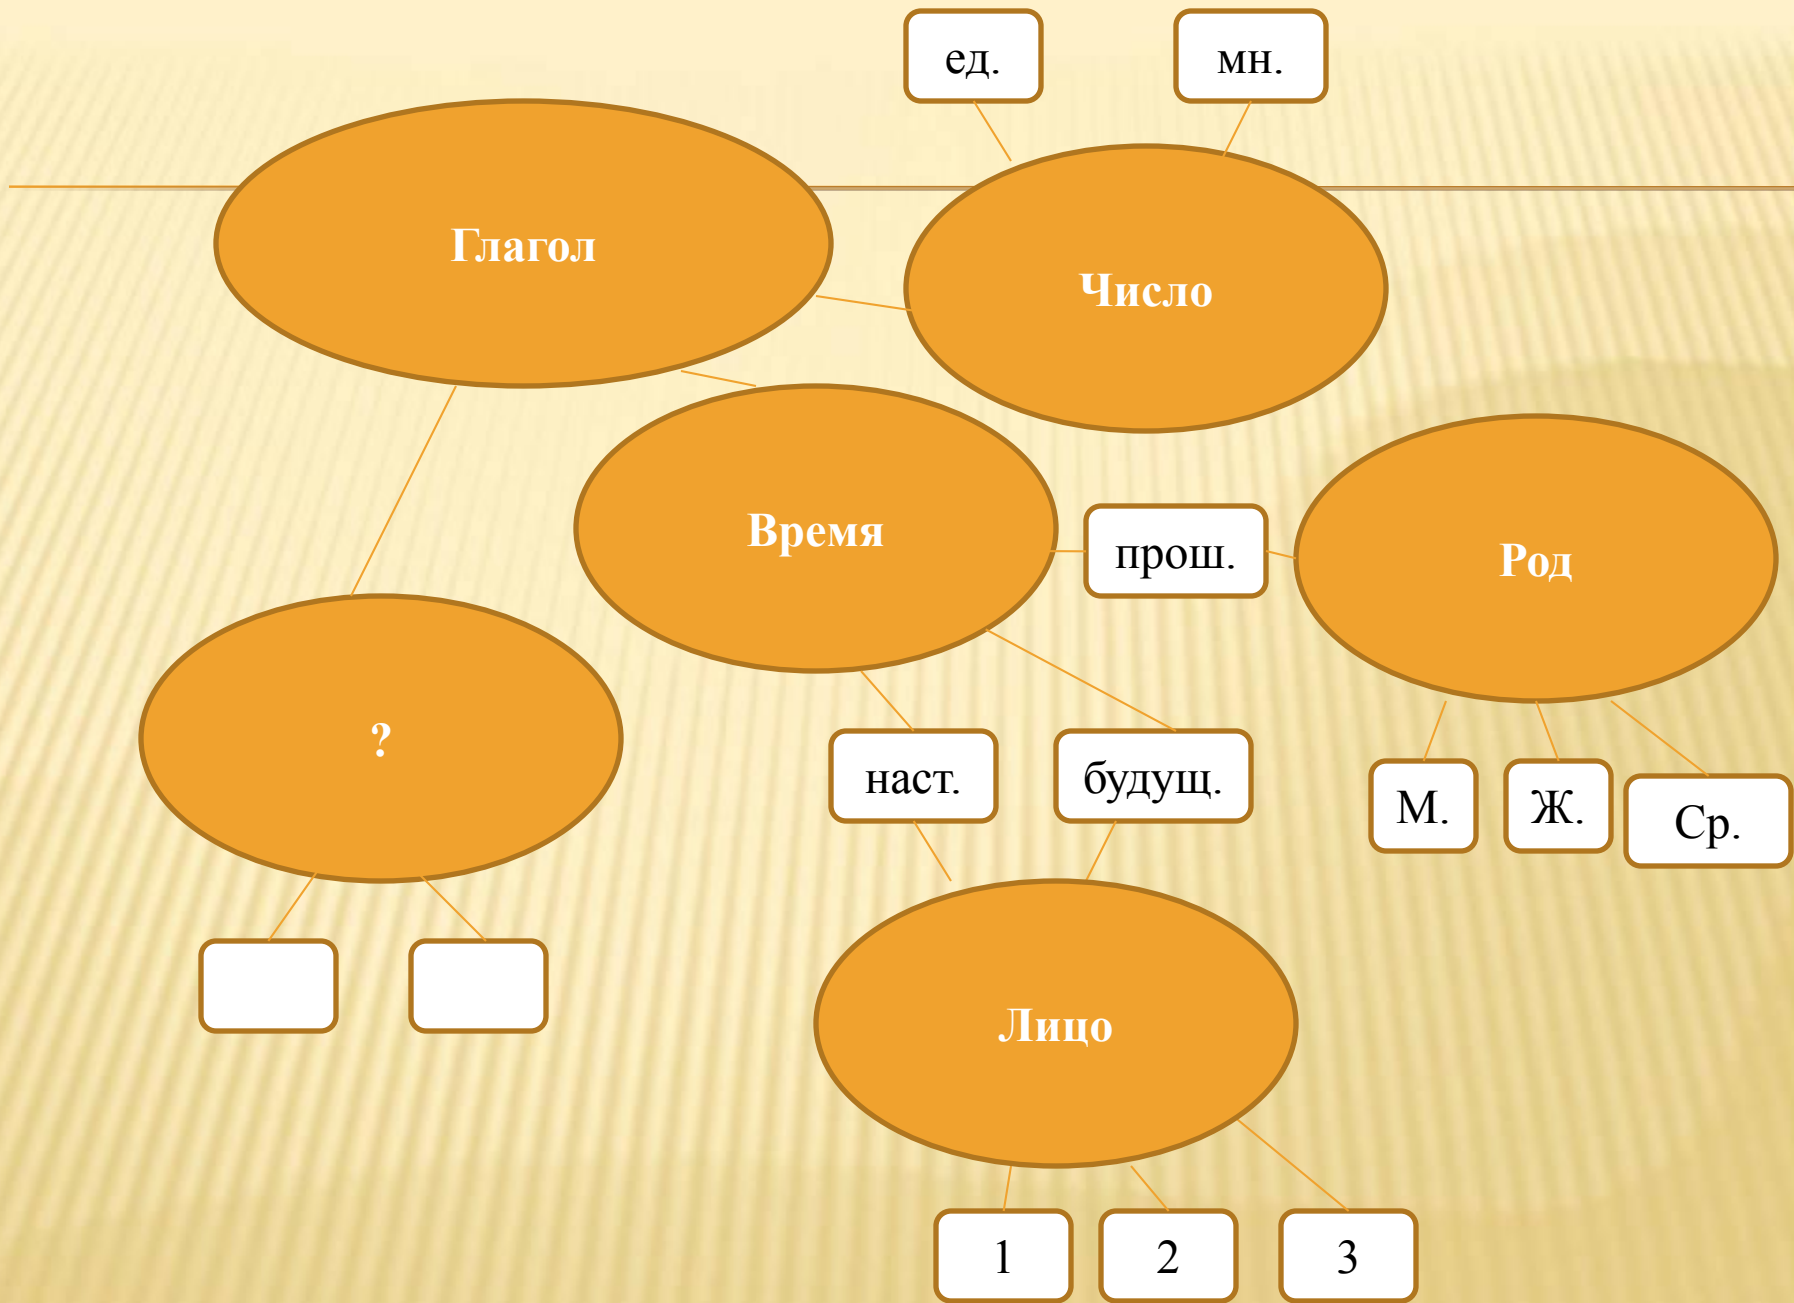 ед.
мн.
Глагол
Число
Время
прош.
Род
?
наст.
будущ.
М.
Ж.
Ср.
Лицо
1
2
3